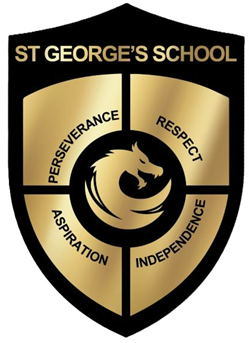 ST GEORGE'S SCHOOL
PERSEVERANCE
RESPECT
ASPIRATION
INDEPENDENCE